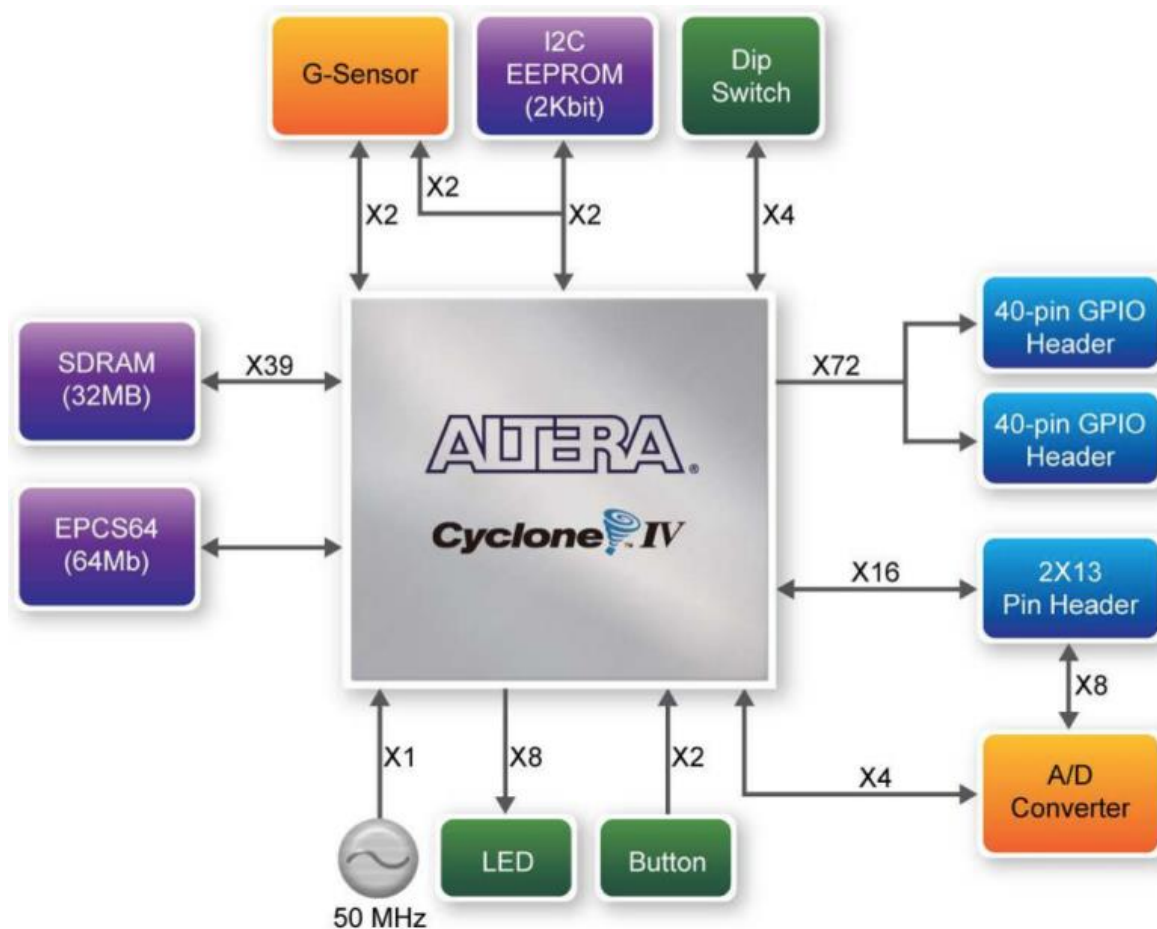 G-Sensor
I2C
EEPROM
(2Kbit)
Dip
Switch
X2
X2
X2
X4
SDRAM
(32MB)
X39
EPCS64
(64Mb)
ALTERA®
Cyclone™ IV
X72
40-pin GPIO
Header
40-pin GPIO
Header
X16
2X13
Pin Header
X8
X4
A/D
Converter
X1
X8
X2
50 MHz
LED
Button